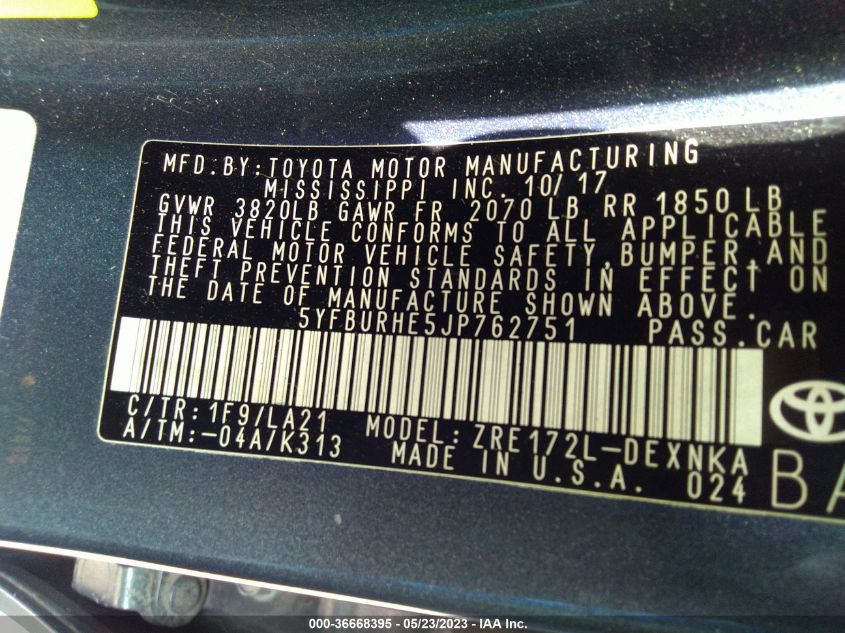 MFD.BY:TOYOTA MOTOR MANUFACTURING
MISSISSIPPI INC. 10/17
GVWR 3820LB GAWR FR 2070 LB RR 1850 LB
THIS VEHICLE CONFORMS TO ALL APPLICABLE
FEDERAL MOTOR VEHICLE SAFETY,BUMPER,AND
THEFT PREVENTION STANDARDS IN EFFECT ON
THE DATE OF MANUFACTURE SHOWN ABOVE.
5YFBURHE5JP762751 PASS.CAR
C/TR:1F9/LA21 MODEL:ZRE172L-DEXNKA
A/TM:-04A/K313 MADE IN U.S.A. 024
BA
000-36668395 — 05/23/2023 — IAA Inc.